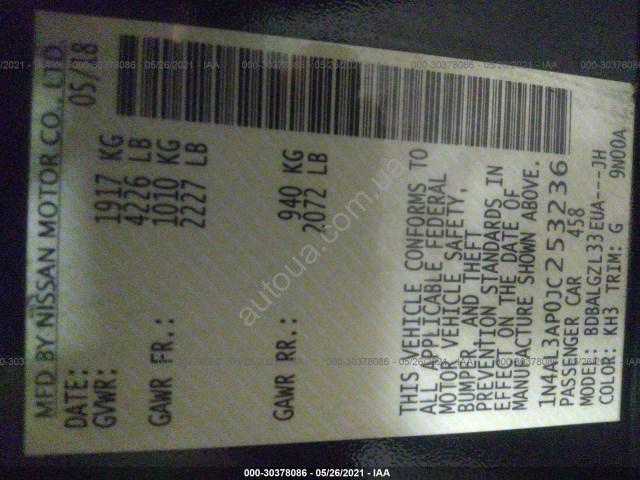 MFD BY NISSAN MOTOR CO., LTD.
DATE: 05/18
GVWR: 1917 KG
4226 LB
GAWR FR.: 1010 KG
2227 LB
GAWR RR.: 940 KG
2072 LB
THIS VEHICLE CONFORMS TO
ALL APPLICABLE FEDERAL
MOTOR VEHICLE SAFETY,
BUMPER, AND THEFT
PREVENTION STANDARDS IN
EFFECT ON THE DATE OF
MANUFACTURE SHOWN ABOVE.
1N4AL3AP0JC253236
PASSENGER CAR 458
MODEL: BDBALGZL33EUA---JH
COLOR: KH3 TRIM: G 9N00A
autoua.com.ua
000-30378086 - 05/26/2021 - IAA